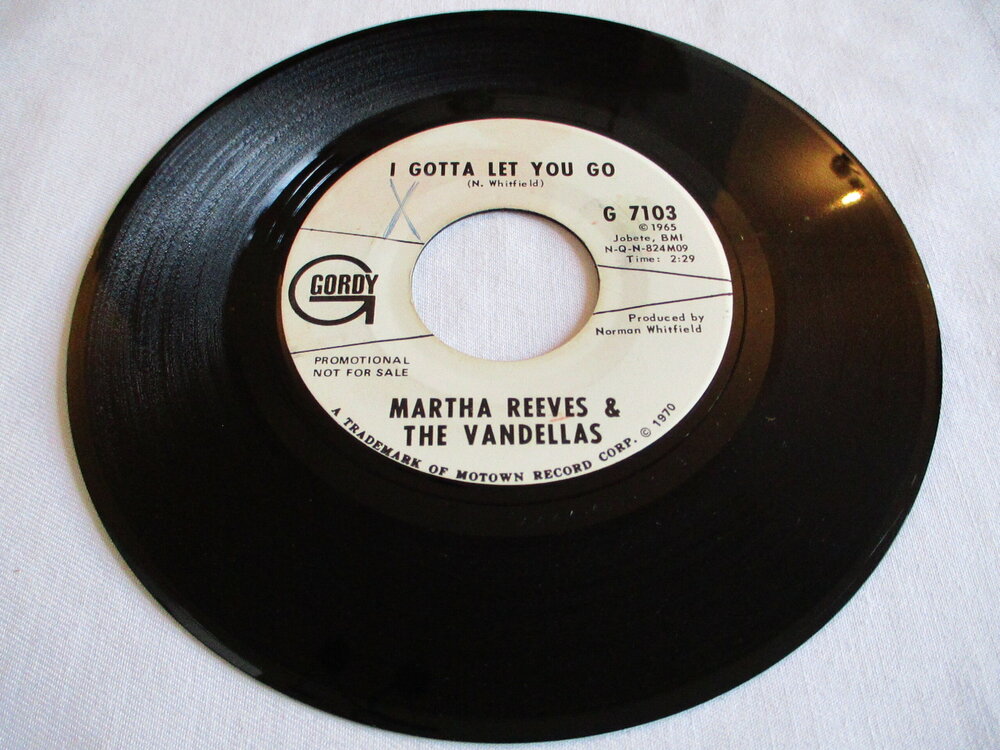 I GOTTA LET YOU GO
(N. Whitfield)
X
G 7103
©1965
Jobete, BMI
N-Q-N-824M09
Time: 2:29
GORDY
Produced by
Norman Whitfield
PROMOTIONAL
NOT FOR SALE
MARTHA REEVES &
THE VANDELLAS
A TRADEMARK OF MOTOWN RECORD CORP. © 1970